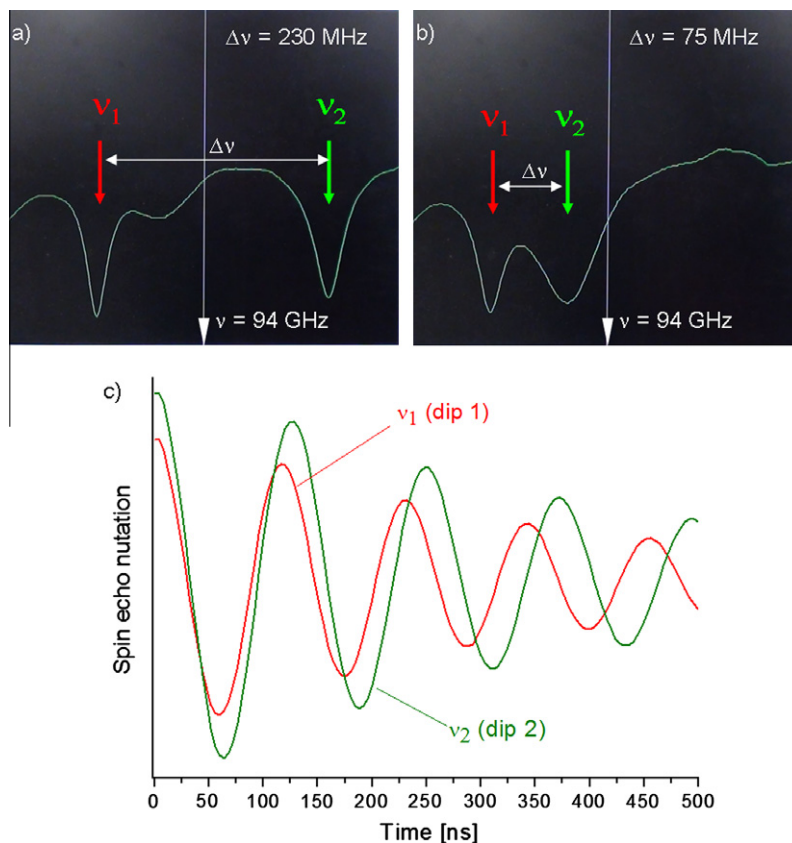 a)
Δν = 230 MHz
ν1
ν2
Δν
ν = 94 GHz
b)
Δν = 75 MHz
ν1
ν2
Δν
ν = 94 GHz
c)
ν1 (dip 1)
ν2 (dip 2)
Spin echo nutation
0 50 100 150 200 250 300 350 400 450 500
Time [ns]